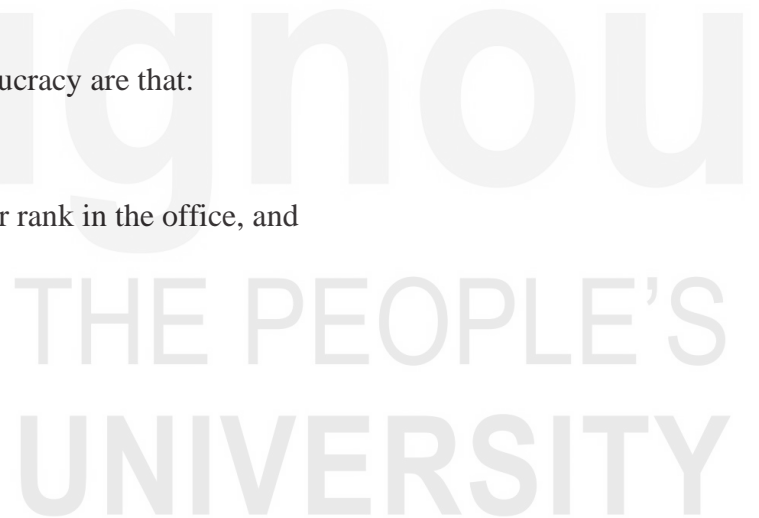 ucracy are that:
r rank in the office, and
ignou
THE PEOPLE'S
UNIVERSITY